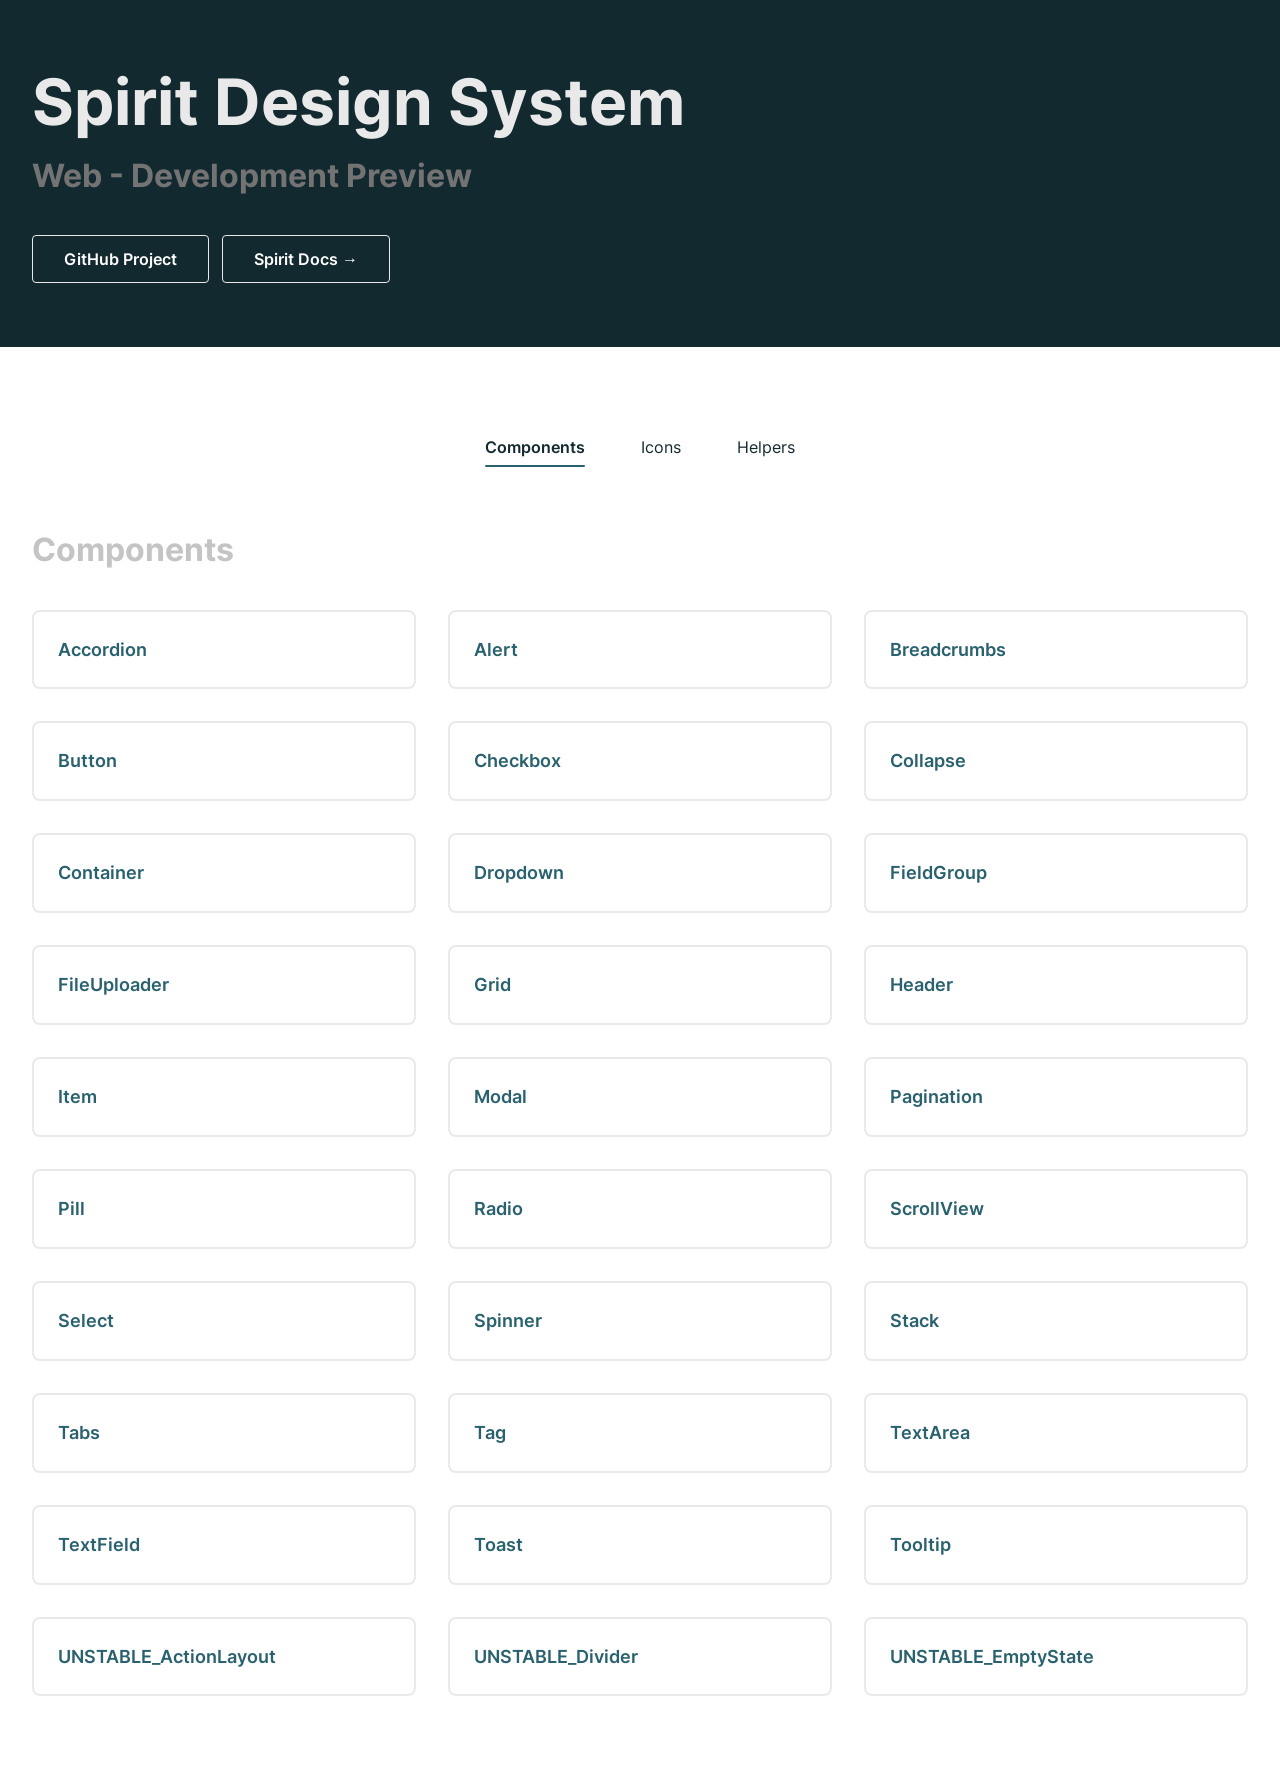 Spirit Design System
Web - Development Preview
GitHub Project
Spirit Docs →
Components
Icons
Helpers
Components
Accordion
Alert
Breadcrumbs
Button
Checkbox
Collapse
Container
Dropdown
FieldGroup
FileUploader
Grid
Header
Item
Modal
Pagination
Pill
Radio
ScrollView
Select
Spinner
Stack
Tabs
Tag
TextArea
TextField
Toast
Tooltip
UNSTABLE_ActionLayout
UNSTABLE_Divider
UNSTABLE_EmptyState